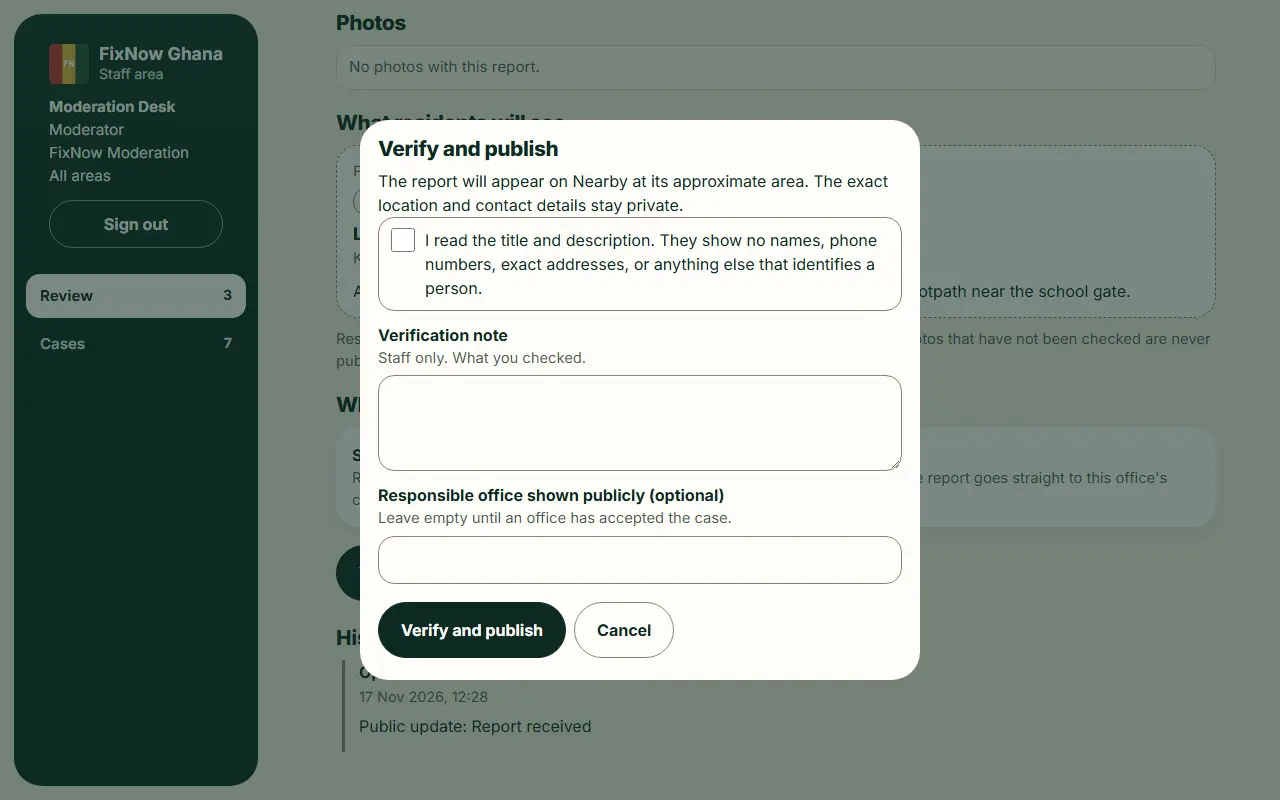 FN
FixNow Ghana
Staff area
Moderation Desk
Moderator
FixNow Moderation
All areas
Sign out
Review 3
Cases 7
Photos
No photos with this report.
What residents will see
Verify and publish
The report will appear on Nearby at its approximate area. The exact
location and contact details stay private.
I read the title and description. They show no names, phone
numbers, exact addresses, or anything else that identifies a
person.
near the school gate.
that have not been checked are never
Verification note
Staff only. What you checked.
report goes straight to this office's
Responsible office shown publicly (optional)
Leave empty until an office has accepted the case.
Verify and publish
Cancel
17 Nov 2026, 12:28
Public update: Report received